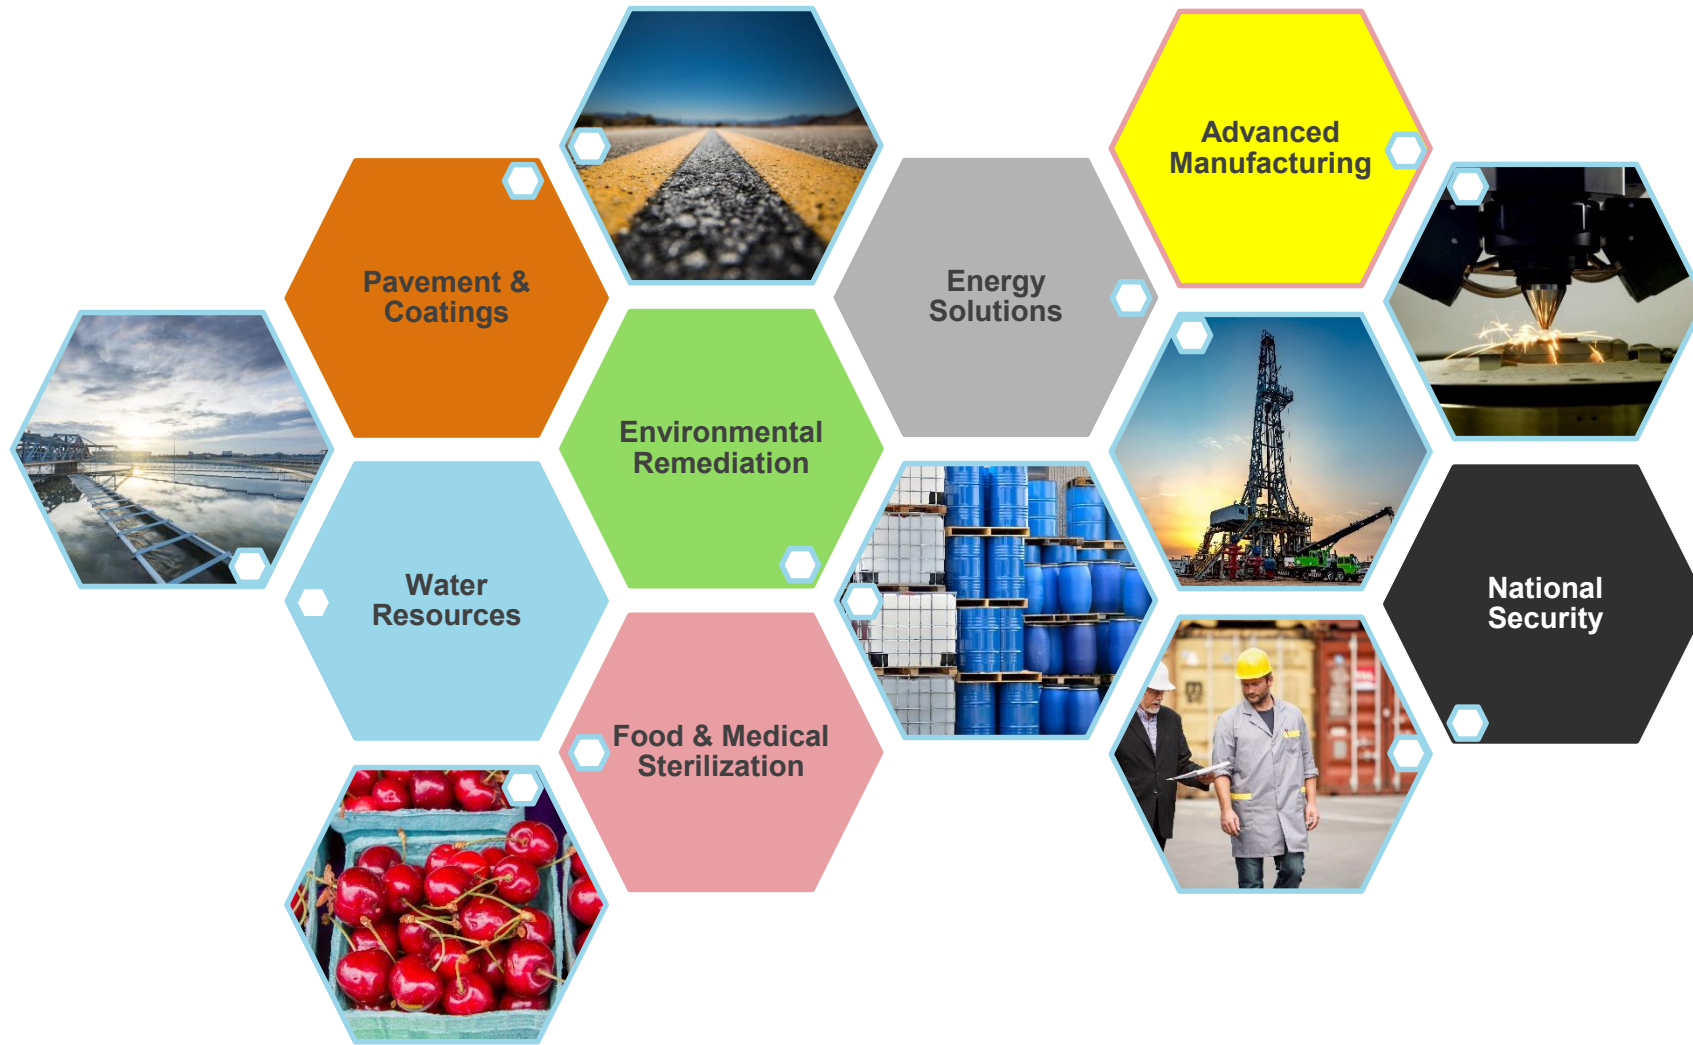 Advanced
Manufacturing
Pavement &
Coatings
Energy
Solutions
Environmental
Remediation
Water
Resources
National
Security
Food & Medical
Sterilization